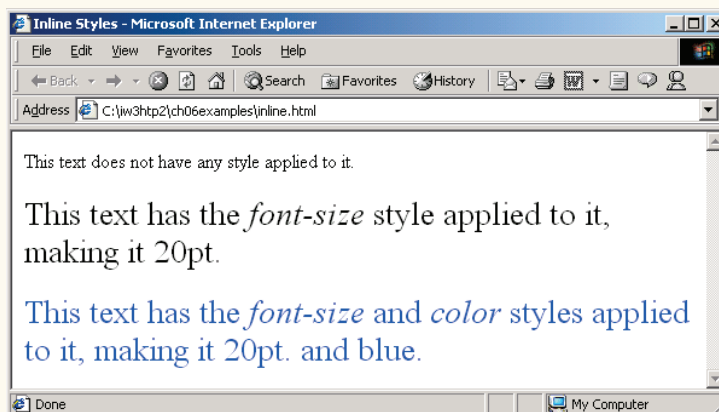 Inline Styles - Microsoft Internet Explorer
File Edit View Favorites Tools Help
Back Search Favorites History
Address C:\iw3htp2\ch06examples\inline.html
This text does not have any style applied to it.
This text has the font-size style applied to it,
making it 20pt.
This text has the font-size and color styles applied
to it, making it 20pt. and blue.
Done My Computer